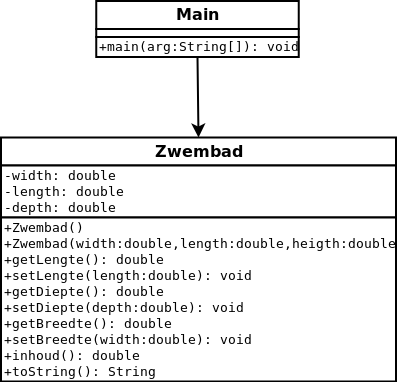 Main
+main(arg:String[]): void
Zwembad
-width: double
-length: double
-depth: double
+Zwembad()
+Zwembad(width:double,length:double,heigth:double
+getLengte(): double
+setLengte(length:double): void
+getDiepte(): double
+setDiepte(depth:double): void
+getBreedte(): double
+setBreedte(width:double): void
+inhoud(): double
+toString(): String